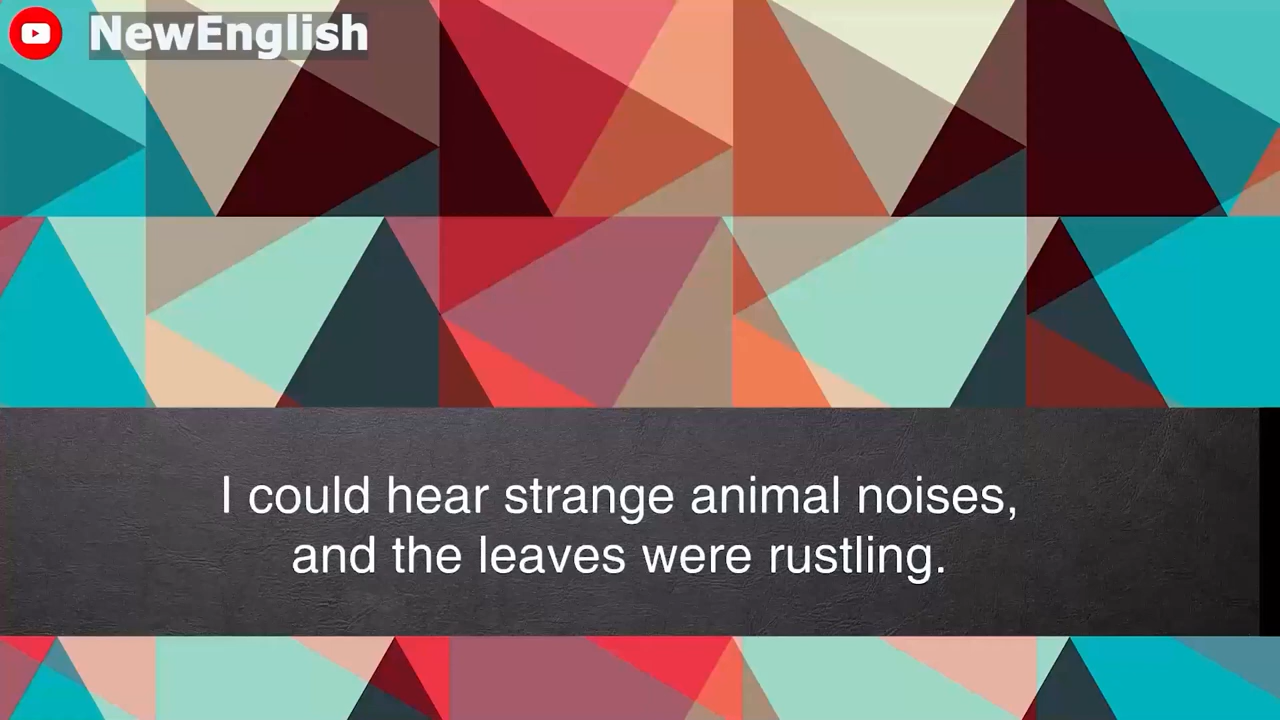 NewEnglish
I could hear strange animal noises,
and the leaves were rustling.